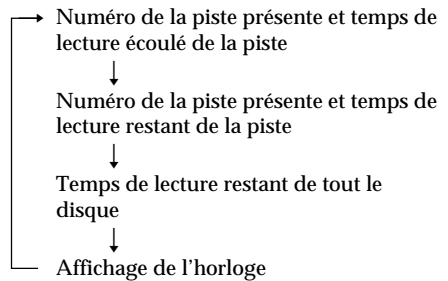 Numéro de la piste présente et temps de
lecture écoulé de la piste
Numéro de la piste présente et temps de
lecture restant de la piste
Temps de lecture restant de tout le
disque
Affichage de l’horloge